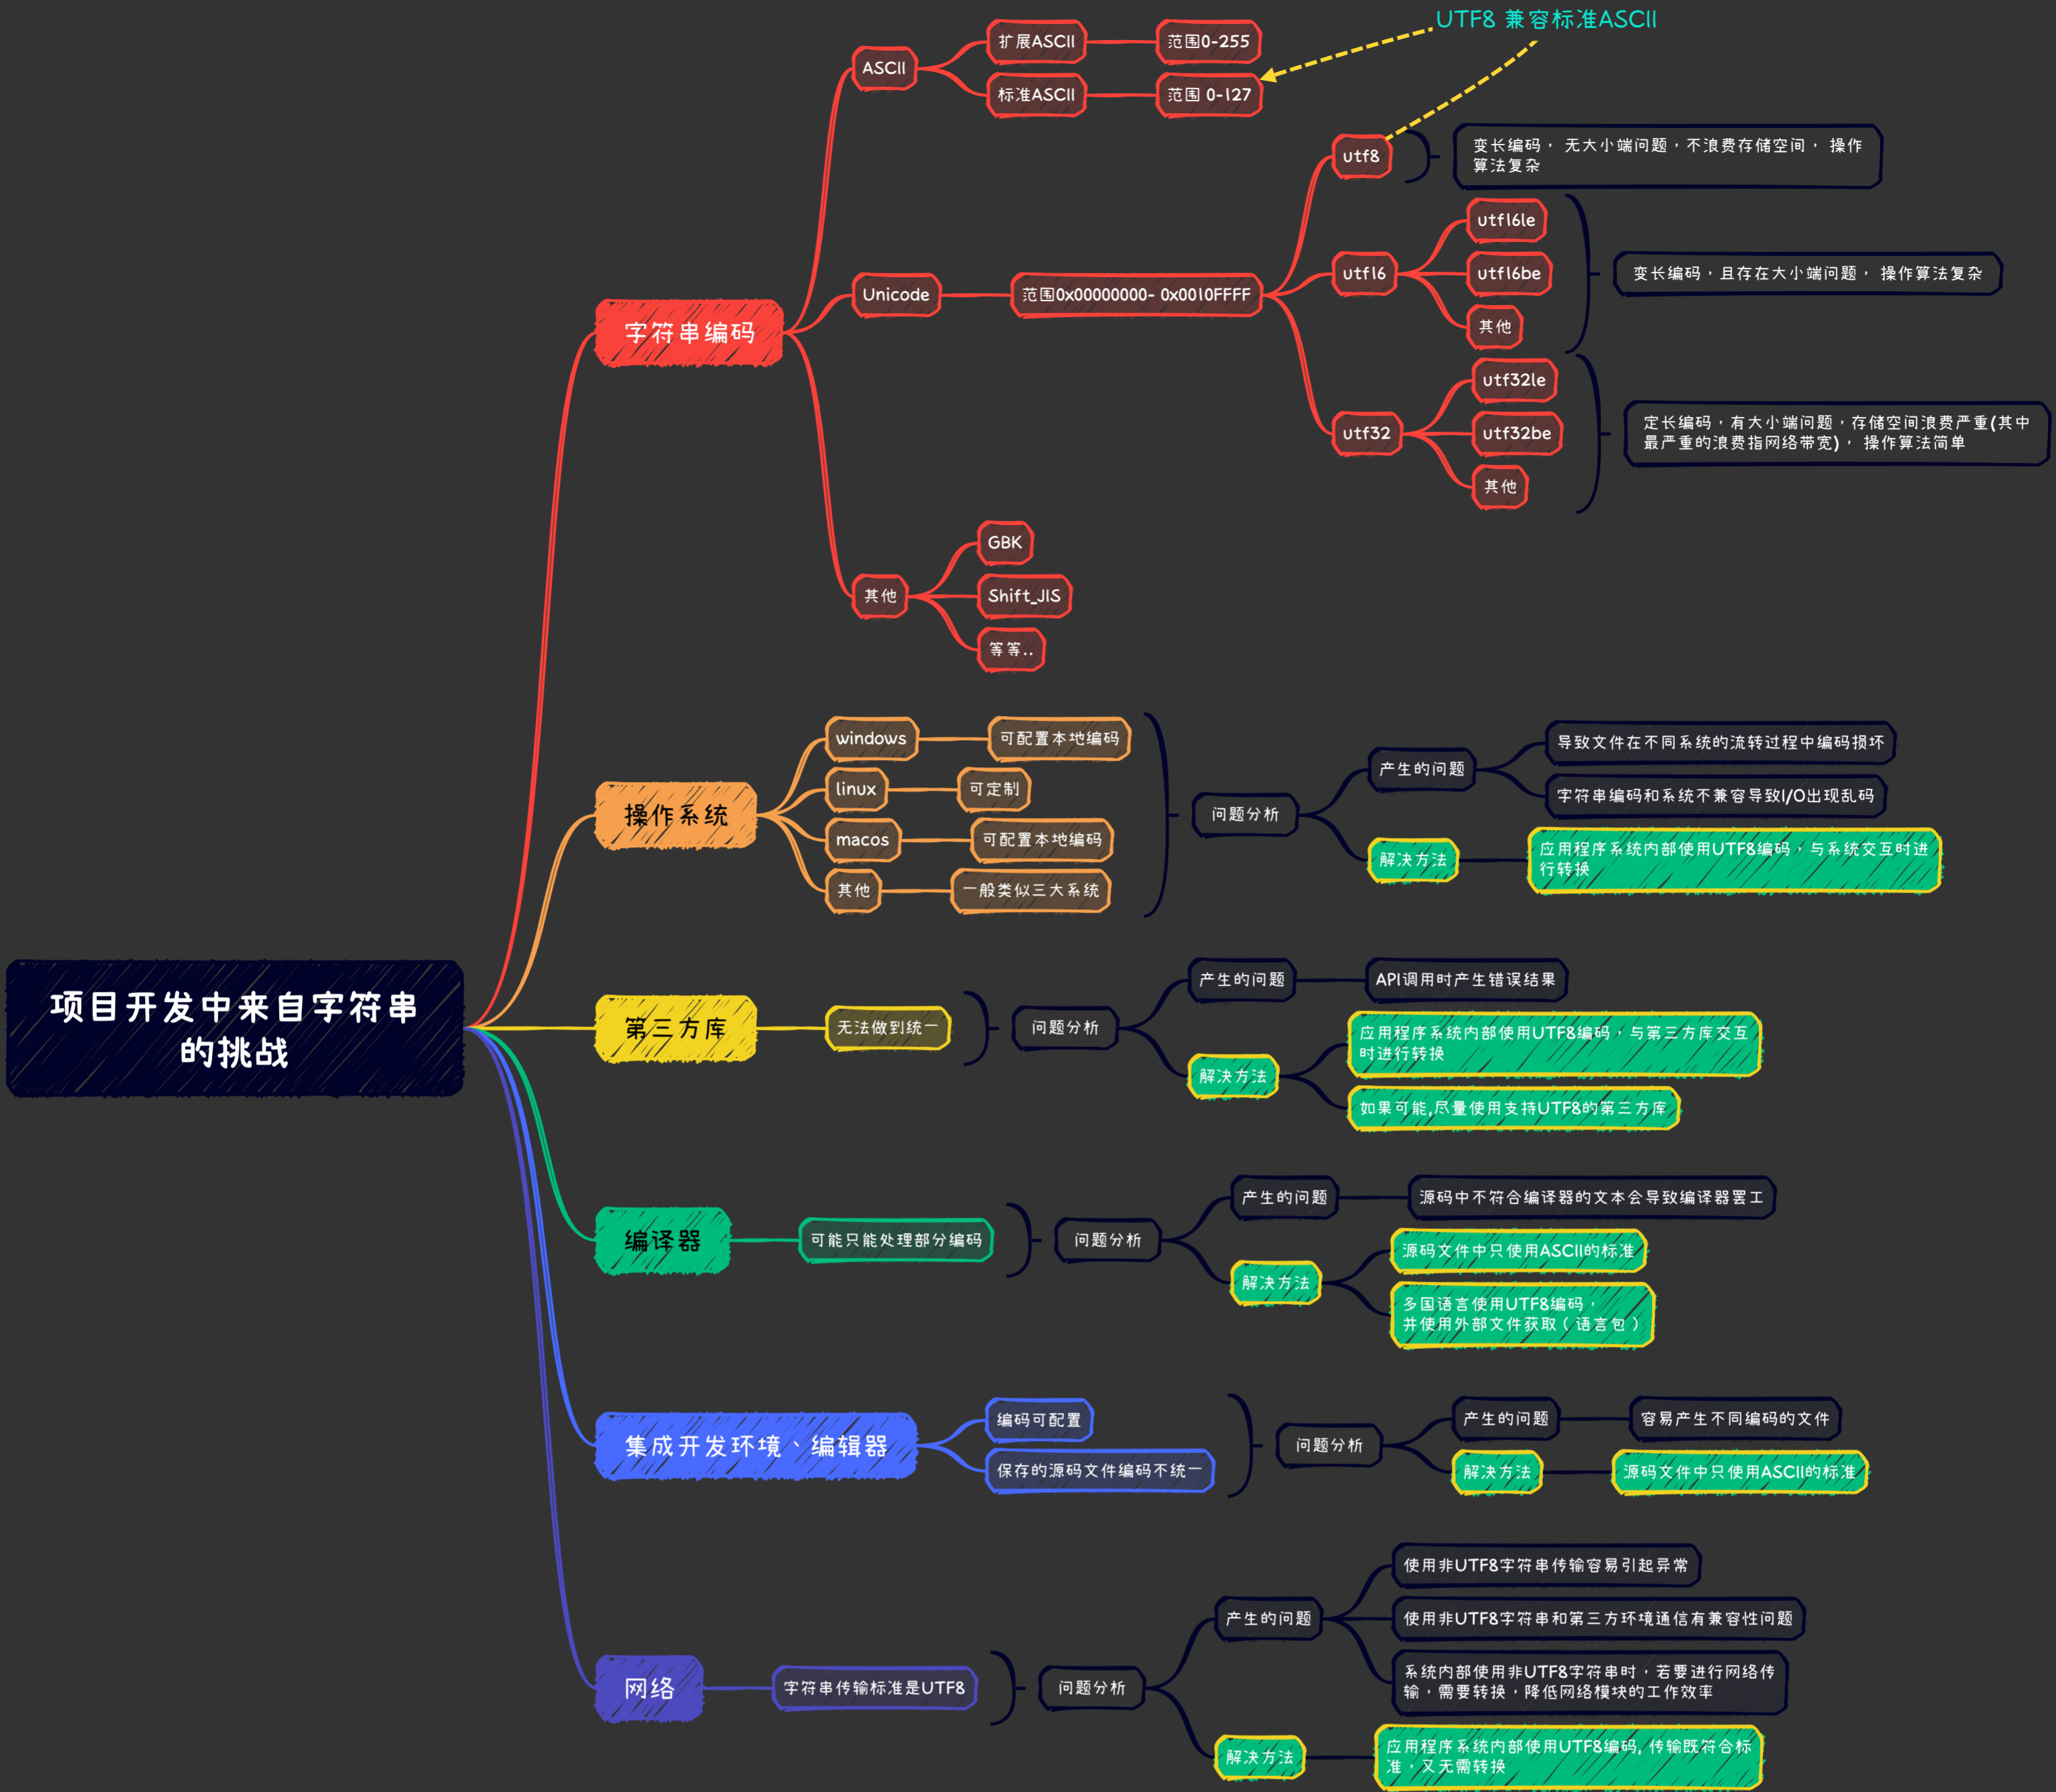 UTF8 兼容标准ASCII
项目开发中来自字符串
的挑战
字符串编码
ASCII
扩展ASCII
范围0-255
标准ASCII
范围 0-127
Unicode
范围0x00000000- 0x0010FFFF
utf8
变长编码， 无大小端问题，不浪费存储空间， 操作
算法复杂
utf16
utf16le
utf16be
其他
变长编码，且存在大小端问题， 操作算法复杂
utf32
utf32le
utf32be
其他
定长编码，有大小端问题，存储空间浪费严重(其中
最严重的浪费指网络带宽)， 操作算法简单
其他
GBK
Shift_JIS
等等..
操作系统
windows
可配置本地编码
linux
可定制
macos
可配置本地编码
其他
一般类似三大系统
问题分析
产生的问题
导致文件在不同系统的流转过程中编码损坏
字符串编码和系统不兼容导致I/O出现乱码
解决方法
应用程序系统内部使用UTF8编码，与系统交互时进
行转换
第三方库
无法做到统一
问题分析
产生的问题
API调用时产生错误结果
解决方法
应用程序系统内部使用UTF8编码，与第三方库交互
时进行转换
如果可能,尽量使用支持UTF8的第三方库
编译器
可能只能处理部分编码
问题分析
产生的问题
源码中不符合编译器的文本会导致编译器罢工
解决方法
源码文件中只使用ASCII的标准
多国语言使用UTF8编码，
并使用外部文件获取（语言包）
集成开发环境、编辑器
编码可配置
保存的源码文件编码不统一
问题分析
产生的问题
容易产生不同编码的文件
解决方法
源码文件中只使用ASCII的标准
网络
字符串传输标准是UTF8
问题分析
产生的问题
使用非UTF8字符串传输容易引起异常
使用非UTF8字符串和第三方环境通信有兼容性问题
系统内部使用非UTF8字符串时，若要进行网络传
输，需要转换，降低网络模块的工作效率
解决方法
应用程序系统内部使用UTF8编码, 传输既符合标
准，又无需转换